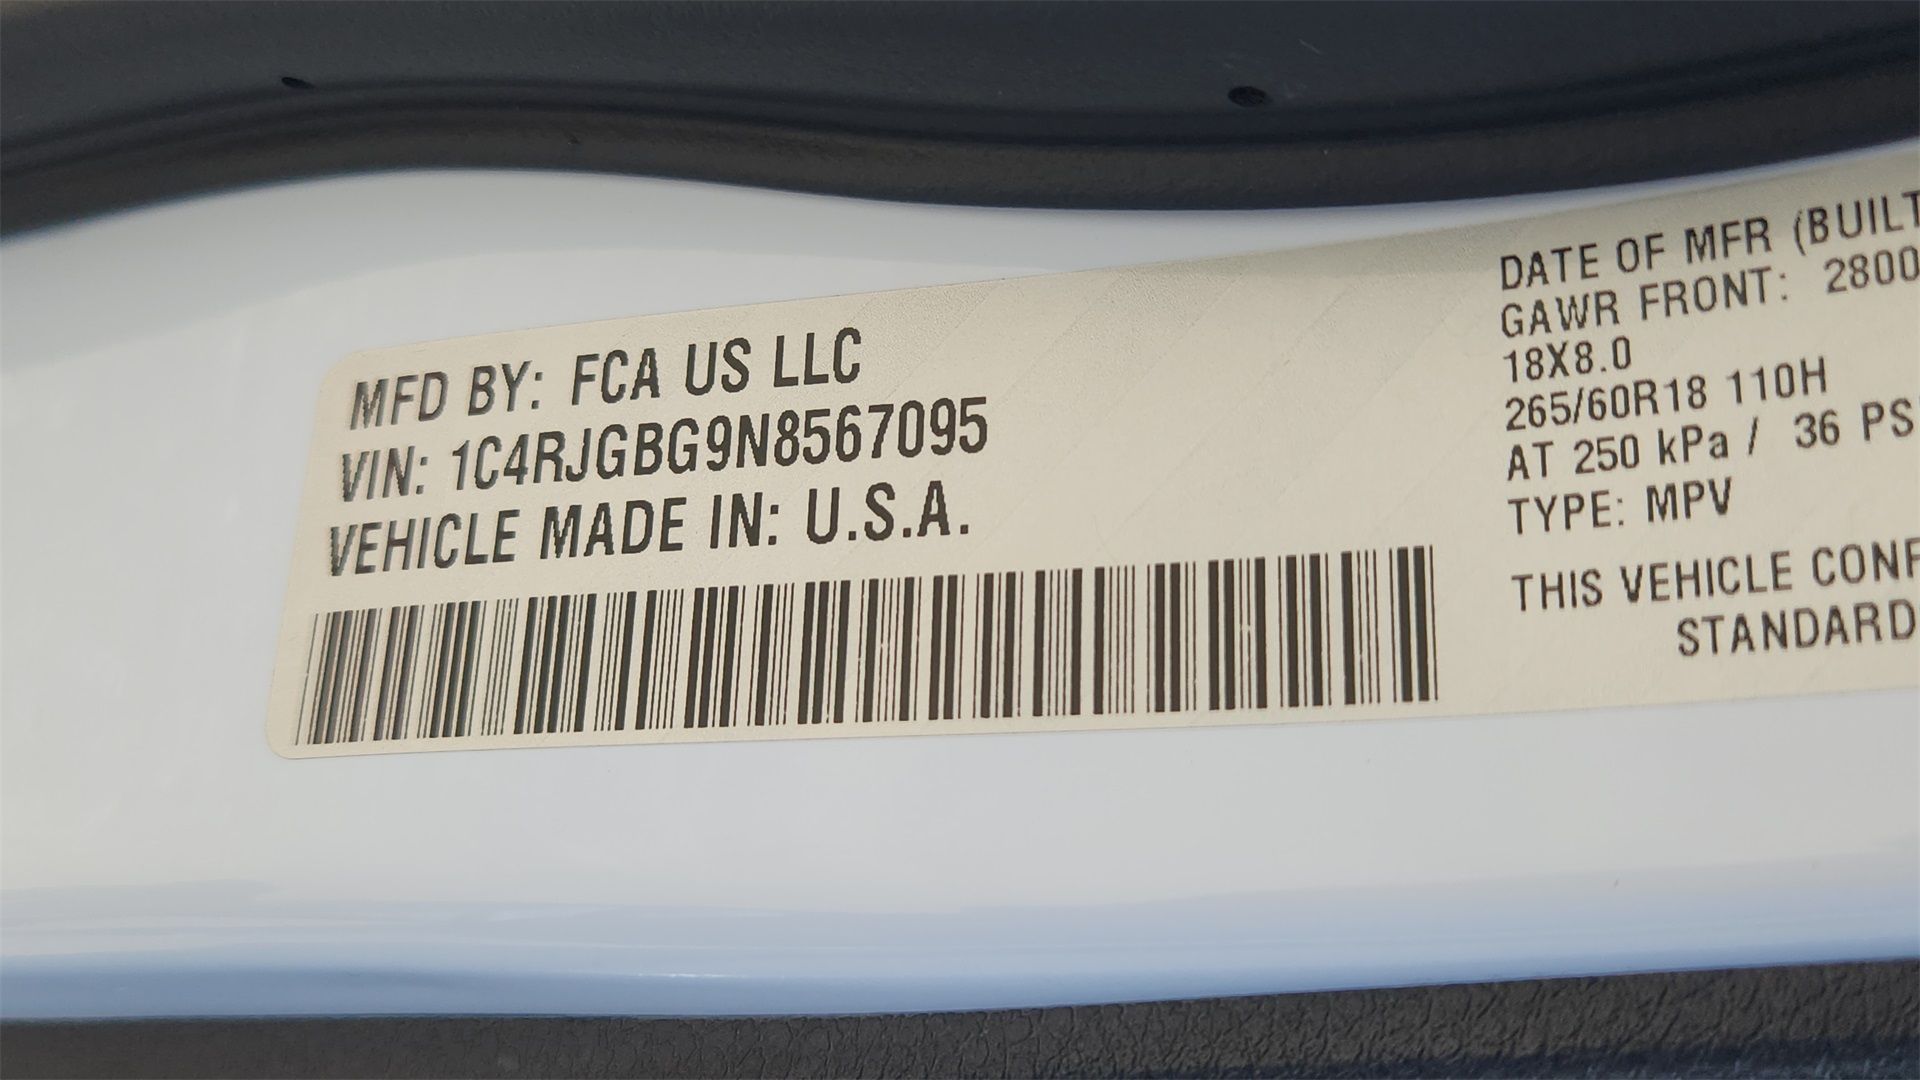 MFD BY: FCA US LLC
VIN: 1C4RJGBG9N8567095
VEHICLE MADE IN: U.S.A.
DATE OF MFR (BUILT
GAWR FRONT: 2800
18X8.0
265/60R18 110H
AT 250 kPa / 36 PS
TYPE: MPV
THIS VEHICLE CONF
STANDARD